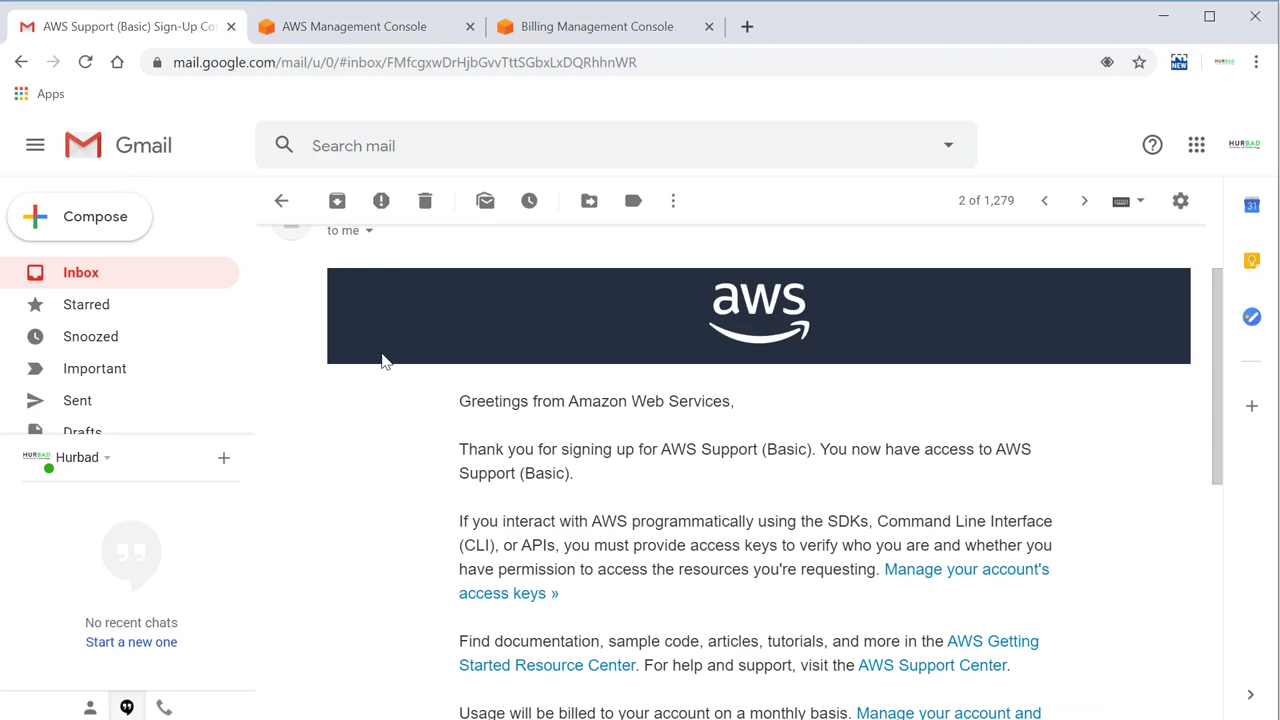 AWS Support (Basic) Sign-Up Co
AWS Management Console
Billing Management Console
mail.google.com/mail/u/0/#inbox/FMfcgxwDrHjbGvvTttSGbxLxDQRhhnWR
NEW
HURBAD
Apps
Gmail
Search mail
HURBAD
Compose
2 of 1,279
31
to me
Inbox
Starred
Snoozed
Important
Sent
Drafts
HURBAD
Hurbad
No recent chats
Start a new one
aws
Greetings from Amazon Web Services,
Thank you for signing up for AWS Support (Basic). You now have access to AWS
Support (Basic).
If you interact with AWS programmatically using the SDKs, Command Line Interface
(CLI), or APIs, you must provide access keys to verify who you are and whether you
have permission to access the resources you're requesting. Manage your account's
access keys »
Find documentation, sample code, articles, tutorials, and more in the AWS Getting
Started Resource Center. For help and support, visit the AWS Support Center.
Usage will be billed to your account on a monthly basis. Manage your account and